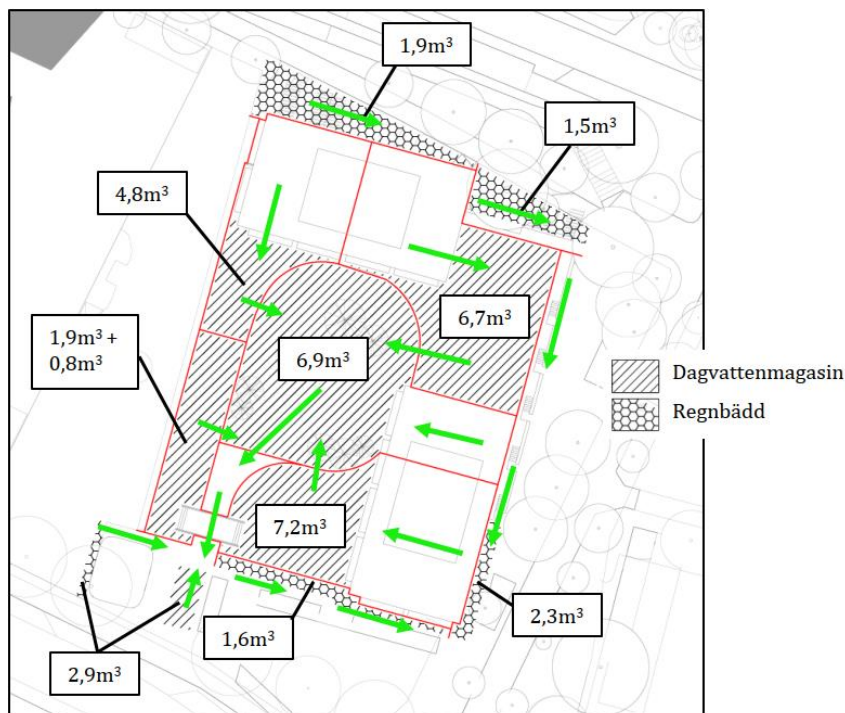 1,9m³
1,5m³
4,8m³
6,7m³
1,9m³ +
0,8m³
6,9m³
Dagvattenmagasin
Regnbädd
7,2m³
2,3m³
1,6m³
2,9m³